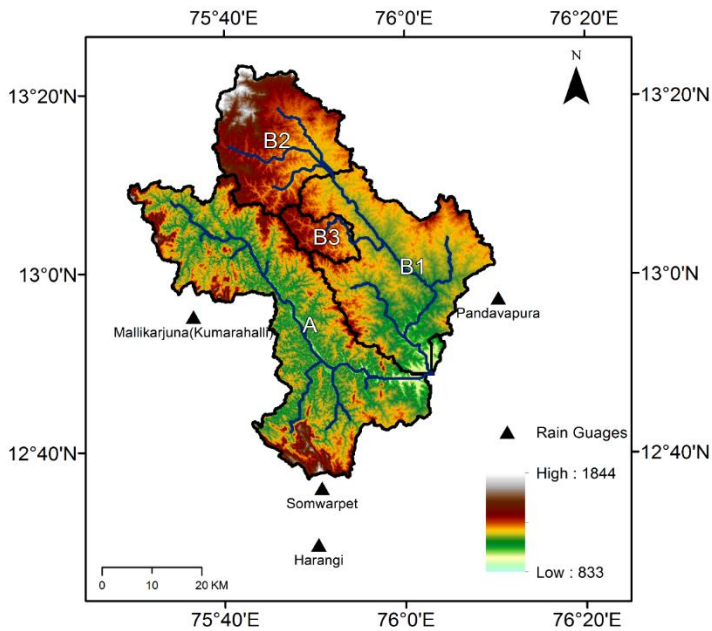 75°40'E 76°0'E 76°20'E
N
13°20'N 13°20'N
B2
B3
13°0'N 13°0'N
B1
Pandavapura
A
Mallikarjuna(Kumarahalli)
Rain Guages
12°40'N 12°40'N
High : 1844
Somwarpet
Harangi
Low : 833
0 10 20 KM
75°40'E 76°0'E 76°20'E